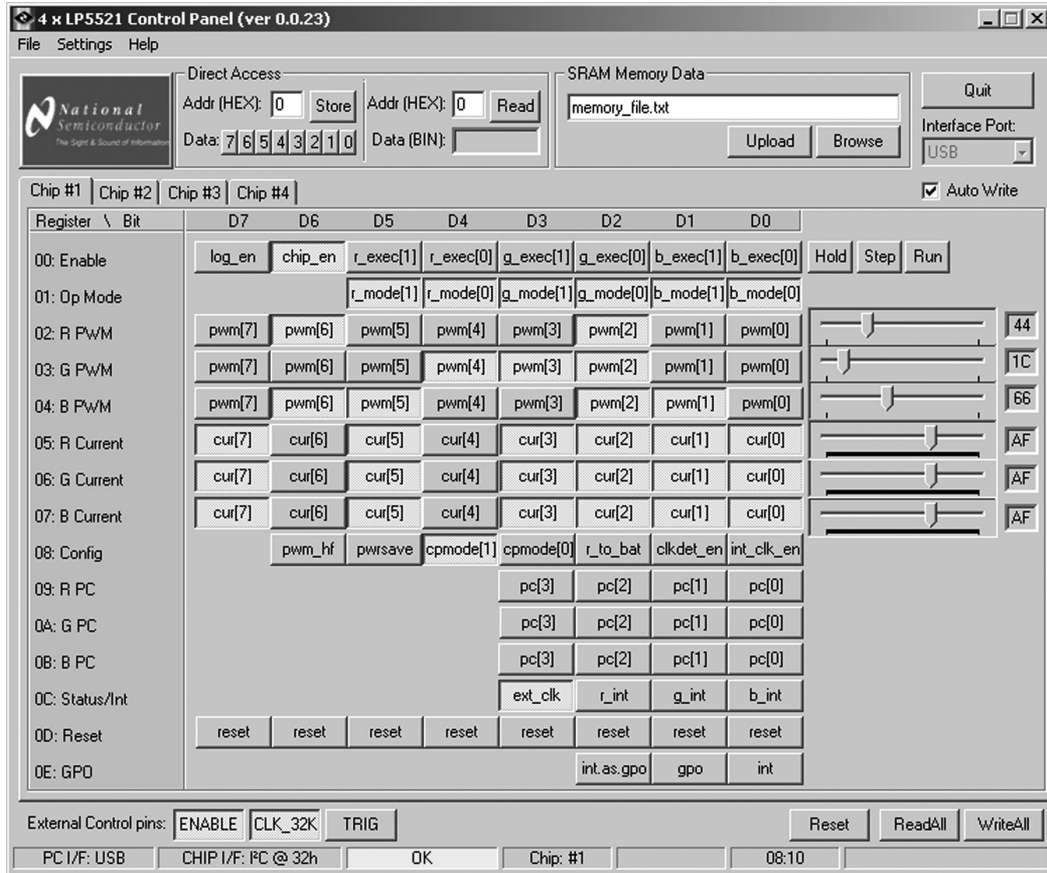 4 x LP5521 Control Panel (ver 0.0.23)
File Settings Help
National
Semiconductor
The Sight & Sound of Information
Direct Access
Addr (HEX): 0 Store Addr (HEX): 0 Read
Data: 7 6 5 4 3 2 1 0 Data (BIN):
SRAM Memory Data
memory_file.txt
Upload Browse
Quit
Interface Port:
USB
Auto Write
Chip #1 Chip #2 Chip #3 Chip #4
Register \ Bit D7 D6 D5 D4 D3 D2 D1 D0
00: Enable log_en chip_en r_exec[1] r_exec[0] g_exec[1] g_exec[0] b_exec[1] b_exec[0] Hold Step Run
01: Op Mode r_mode[1] r_mode[0] g_mode[1] g_mode[0] b_mode[1] b_mode[0]
02: R PWM pwm[7] pwm[6] pwm[5] pwm[4] pwm[3] pwm[2] pwm[1] pwm[0] 44
03: G PWM pwm[7] pwm[6] pwm[5] pwm[4] pwm[3] pwm[2] pwm[1] pwm[0] 1C
04: B PWM pwm[7] pwm[6] pwm[5] pwm[4] pwm[3] pwm[2] pwm[1] pwm[0] 66
05: R Current cur[7] cur[6] cur[5] cur[4] cur[3] cur[2] cur[1] cur[0] AF
06: G Current cur[7] cur[6] cur[5] cur[4] cur[3] cur[2] cur[1] cur[0] AF
07: B Current cur[7] cur[6] cur[5] cur[4] cur[3] cur[2] cur[1] cur[0] AF
08: Config pwm_hf pwrsave cpmode[1] cpmode[0] r_to_bat clkdet_en int_clk_en
09: R PC pc[3] pc[2] pc[1] pc[0]
0A: G PC pc[3] pc[2] pc[1] pc[0]
0B: B PC pc[3] pc[2] pc[1] pc[0]
0C: Status/Int ext_clk r_int g_int b_int
0D: Reset reset reset reset reset reset reset reset reset
0E: GPO int.as.gpo gpo int
External Control pins: ENABLE CLK_32K TRIG Reset ReadAll WriteAll
PC I/F: USB CHIP I/F: I²C @ 32h OK Chip: #1 08:10